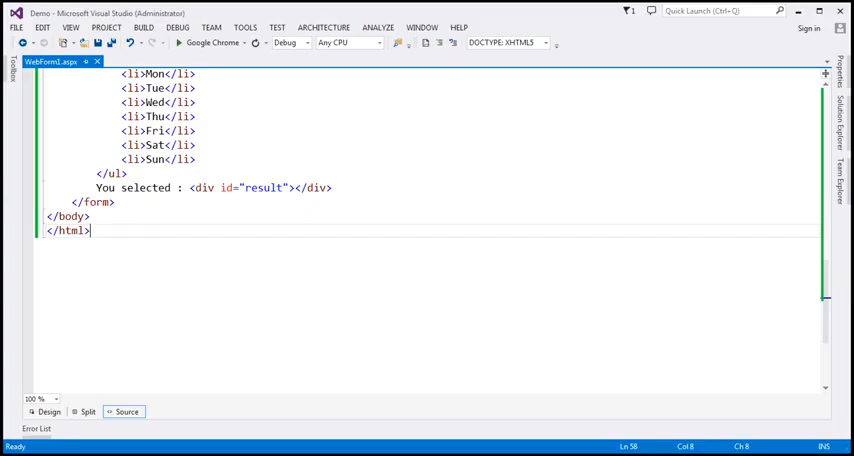 Demo - Microsoft Visual Studio (Administrator)
1
Quick Launch (Ctrl+Q)
FILE EDIT VIEW PROJECT BUILD DEBUG TEAM TOOLS TEST ARCHITECTURE ANALYZE WINDOW HELP
Sign in
Google Chrome Debug Any CPU DOCTYPE: XHTML5
Toolbox
WebForm1.aspx
Properties
Solution Explorer
Team Explorer
<li>Mon</li>
<li>Tue</li>
<li>Wed</li>
<li>Thu</li>
<li>Fri</li>
<li>Sat</li>
<li>Sun</li>
</ul>
You selected : <div id="result"></div>
</form>
</body>
</html>
100 %
Design Split Source
Error List
Ready Ln 58 Col 8 Ch 8 INS